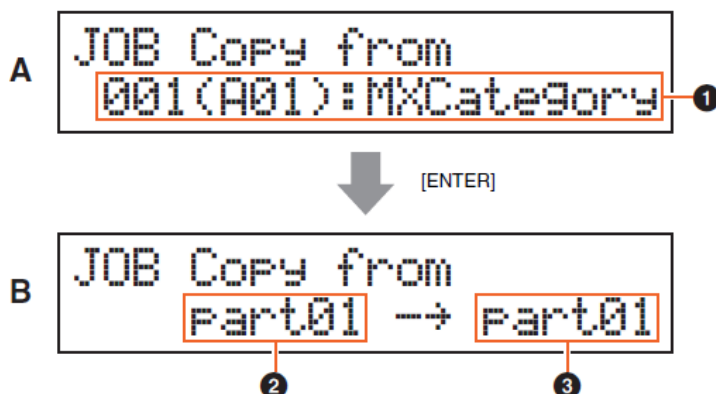 A
JOB Copy from
001(A01):MXCategory
1
[ENTER]
B
JOB Copy from
part01 → part01
2 3